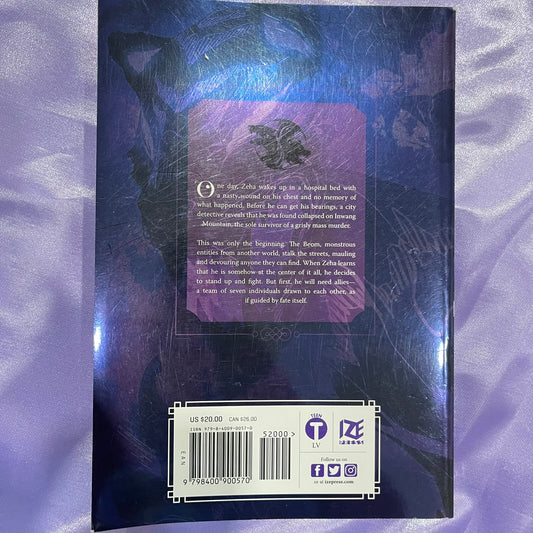 One day, Zeha wakes up in a hospital bed with
a nasty wound on his chest and no memory of
what happened. Before he can get his bearings, a city
detective reveals that he was found collapsed on Inwang
Mountain, the sole survivor of a grisly mass murder.
This was only the beginning. The Beom, monstrous
entities from another world, stalk the streets, mauling
and devouring anyone they can find. When Zeha learns
that he is somehow at the center of it all, he decides
to stand up and fight. But first, he will need allies—
a team of seven individuals drawn to each other, as
if guided by fate itself.
US $20.00 CAN $26.00
ISBN 979-8-4009-0057-0
52000 >
EAN
9 798400 900570
TEEN
T
LV
IZE
PRESS
Follow us on
or at izepress.com